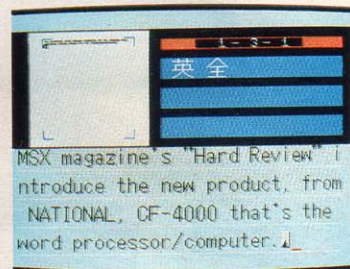 1-3-1
英 全
MSX magazine's "Hard Review" i
ntroduce the new product, from
NATIONAL, CF-4000 that's the
word processor/computer.